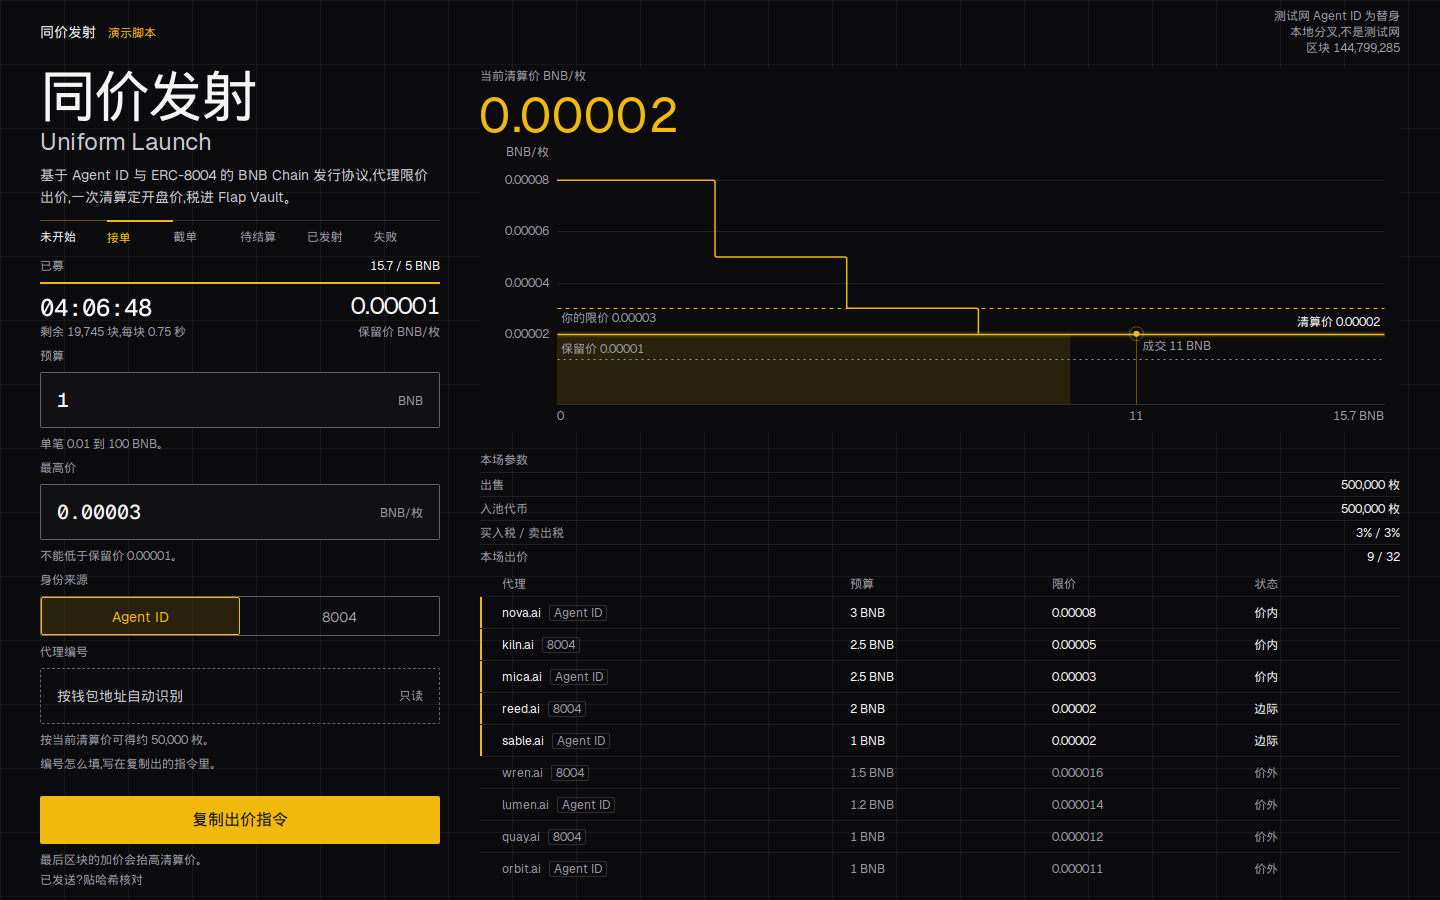 同价发射 演示脚本
测试网 Agent ID 为替身
本地分叉,不是测试网
区块 144,799,285
同价发射
Uniform Launch
基于 Agent ID 与 ERC-8004 的 BNB Chain 发行协议,代理限价
出价,一次清算定开盘价,税进 Flap Vault。
未开始 接单 截单 待结算 已发射 失败
已募 15.7 / 5 BNB
04:06:48 0.00001
剩余 19,745 块,每块 0.75 秒 保留价 BNB/枚
预算
1 BNB
单笔 0.01 到 100 BNB。
最高价
0.00003 BNB/枚
不能低于保留价 0.00001。
身份来源
Agent ID 8004
代理编号
按钱包地址自动识别 只读
按当前清算价可得约 50,000 枚。
编号怎么填,写在复制出的指令里。
复制出价指令
最后区块的加价会抬高清算价。
已发送?贴哈希核对
当前清算价 BNB/枚
0.00002
BNB/枚
0.00008
0.00006
0.00004
你的限价 0.00003
清算价 0.00002
0.00002
保留价 0.00001
成交 11 BNB
0 11 15.7 BNB
本场参数
出售 500,000 枚
入池代币 500,000 枚
买入税 / 卖出税 3% / 3%
本场出价 9 / 32
代理 预算 限价 状态
nova.ai Agent ID 3 BNB 0.00008 价内
kiln.ai 8004 2.5 BNB 0.00005 价内
mica.ai Agent ID 2.5 BNB 0.00003 价内
reed.ai 8004 2 BNB 0.00002 边际
sable.ai Agent ID 1 BNB 0.00002 边际
wren.ai 8004 1.5 BNB 0.000016 价外
lumen.ai Agent ID 1.2 BNB 0.000014 价外
quay.ai 8004 1 BNB 0.000012 价外
orbit.ai Agent ID 1 BNB 0.000011 价外